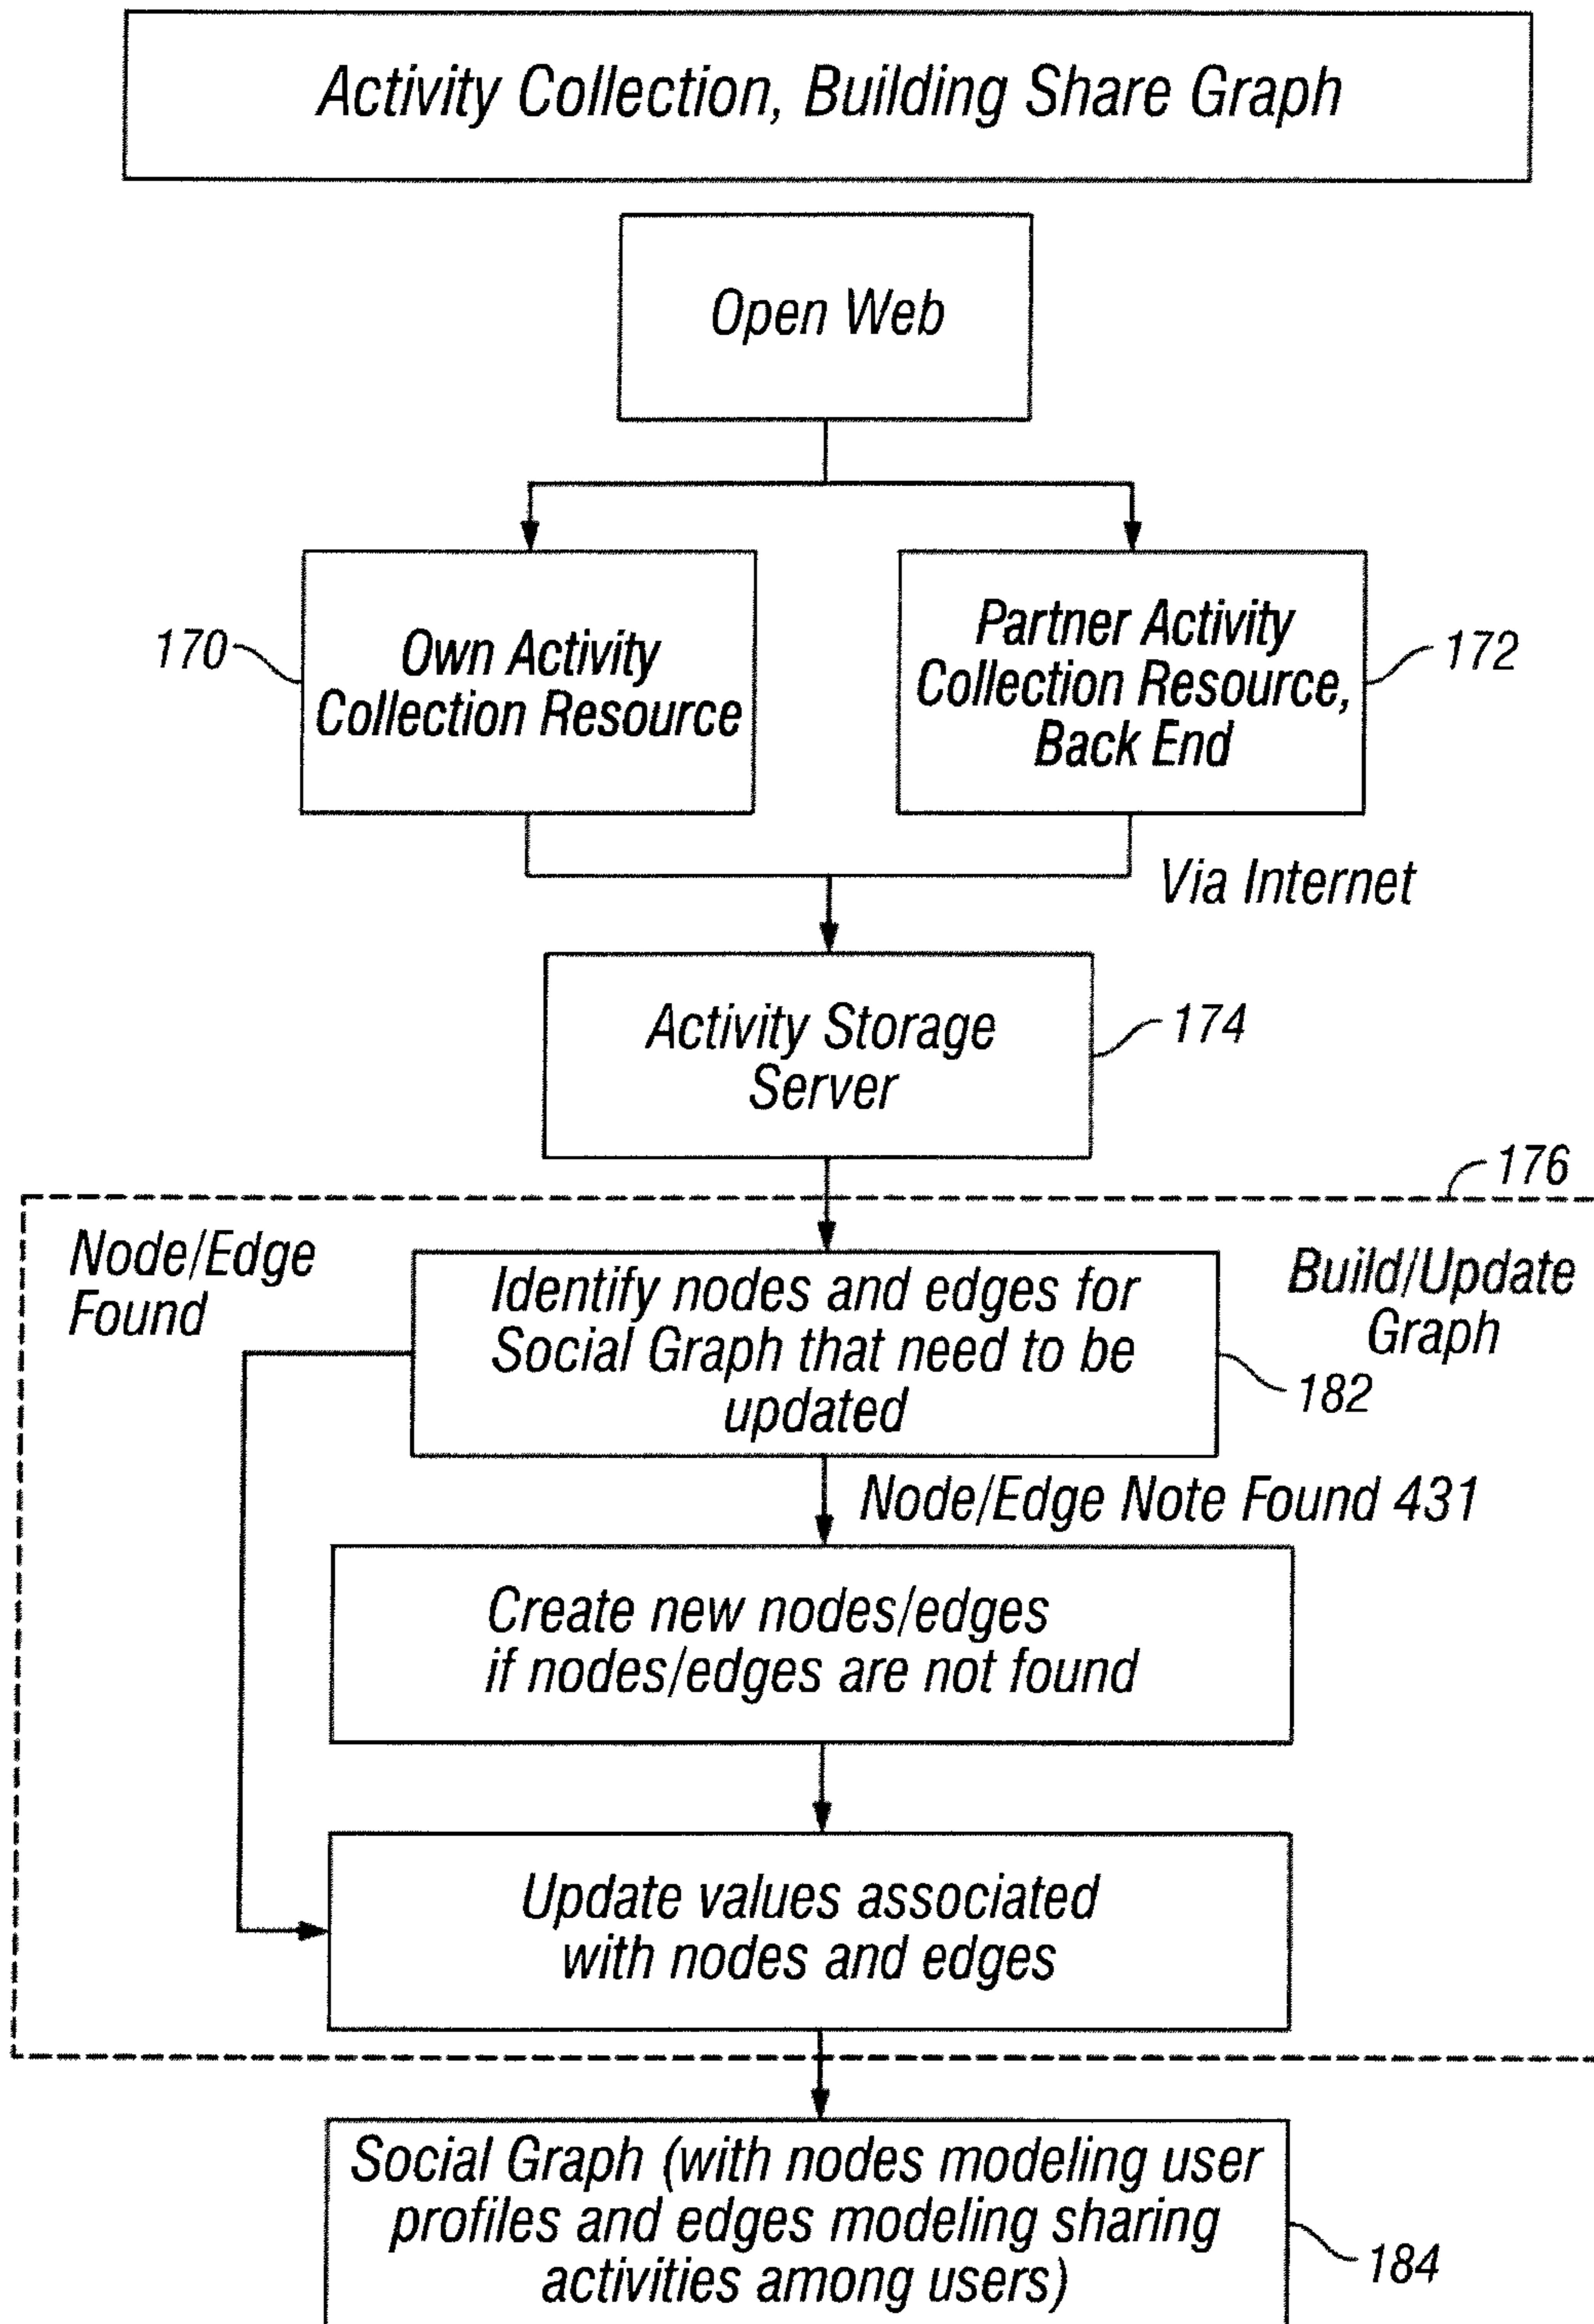 Activity Collection, Building Share Graph
Open Web
170
Own Activity
Collection Resource
Partner Activity
Collection Resource,
Back End
172
Via Internet
Activity Storage
Server
174
176
Node/Edge
Found
Build/Update
Graph
Identify nodes and edges for
Social Graph that need to be
updated
182
Node/Edge Note Found 431
Create new nodes/edges
if nodes/edges are not found
Update values associated
with nodes and edges
Social Graph (with nodes modeling user
profiles and edges modeling sharing
activities among users)
184